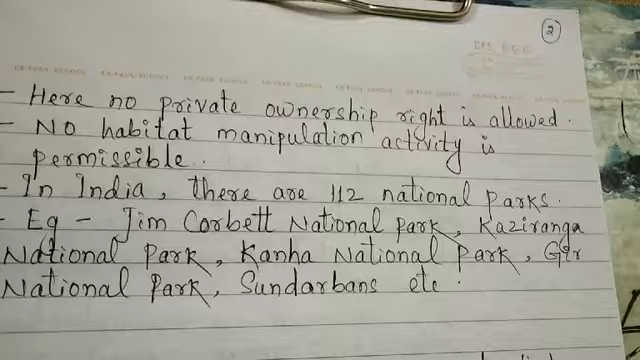 2
- Here no private ownership right is allowed.
- No habitat manipulation activity is
permissible.
- In India, there are 112 national parks.
- Eg - Jim Corbett National Park, Kaziranga
National Park, Kanha National Park, Gir
National Park, Sundarbans etc.